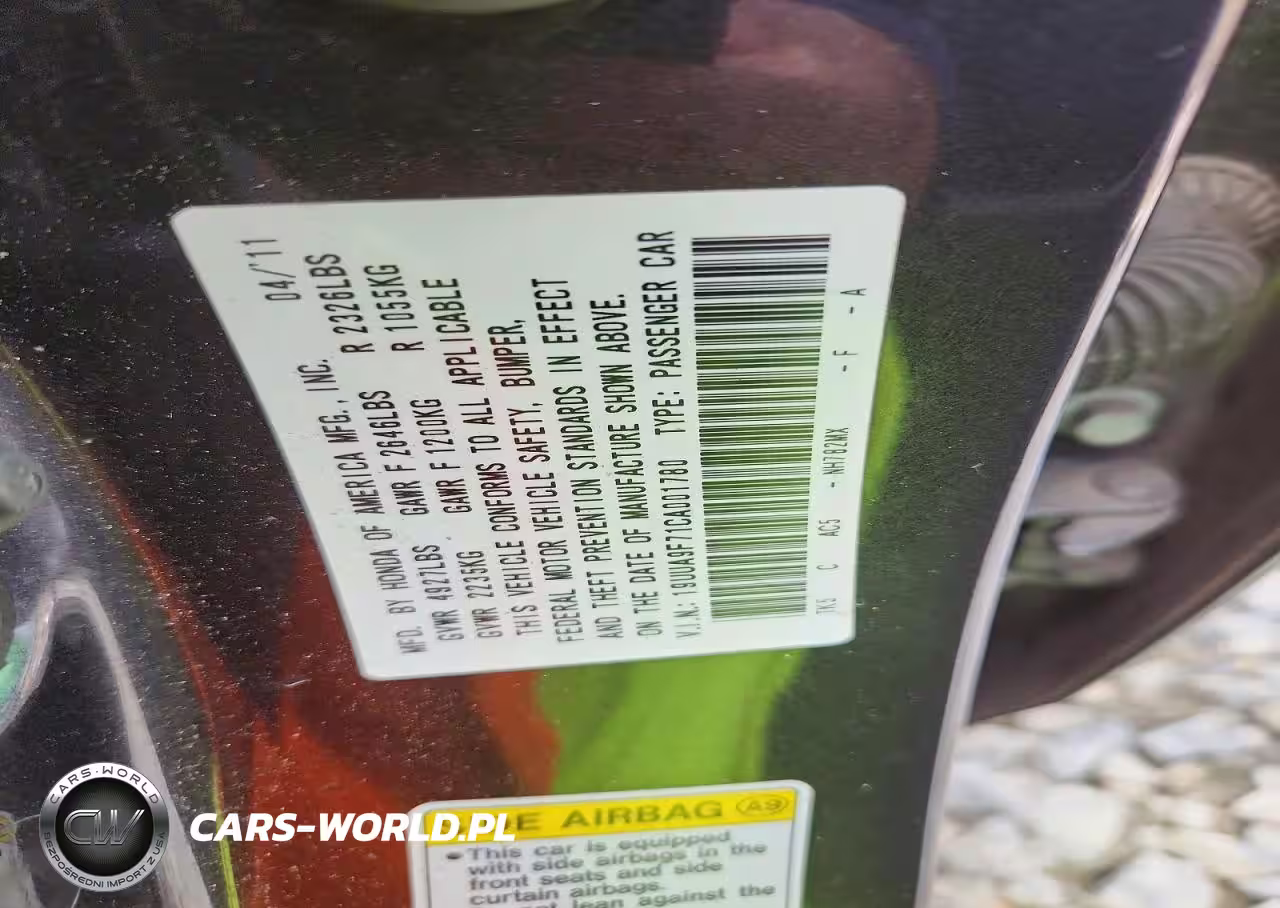 MFD. BY HONDA OF AMERICA MFG., INC. 04/'11
GVWR 4927LBS GAWR F 2646LBS R 2326LBS
GVWR 2235KG GAWR F 1200KG R 1055KG
THIS VEHICLE CONFORMS TO ALL APPLICABLE
FEDERAL MOTOR VEHICLE SAFETY, BUMPER,
AND THEFT PREVENTION STANDARDS IN EFFECT
ON THE DATE OF MANUFACTURE SHOWN ABOVE.
V.I.N.: 19UUA9F71CA001780 TYPE: PASSENGER CAR
TK5 C AC5 - NH782MX - F - A
AIRBAG A9
• This car is equipped
with side airbags in the
front seats and side
curtain airbags.
lean against the
CARS-WORLD
CW
BEZPOŚREDNI IMPORT Z USA
CARS-WORLD.PL